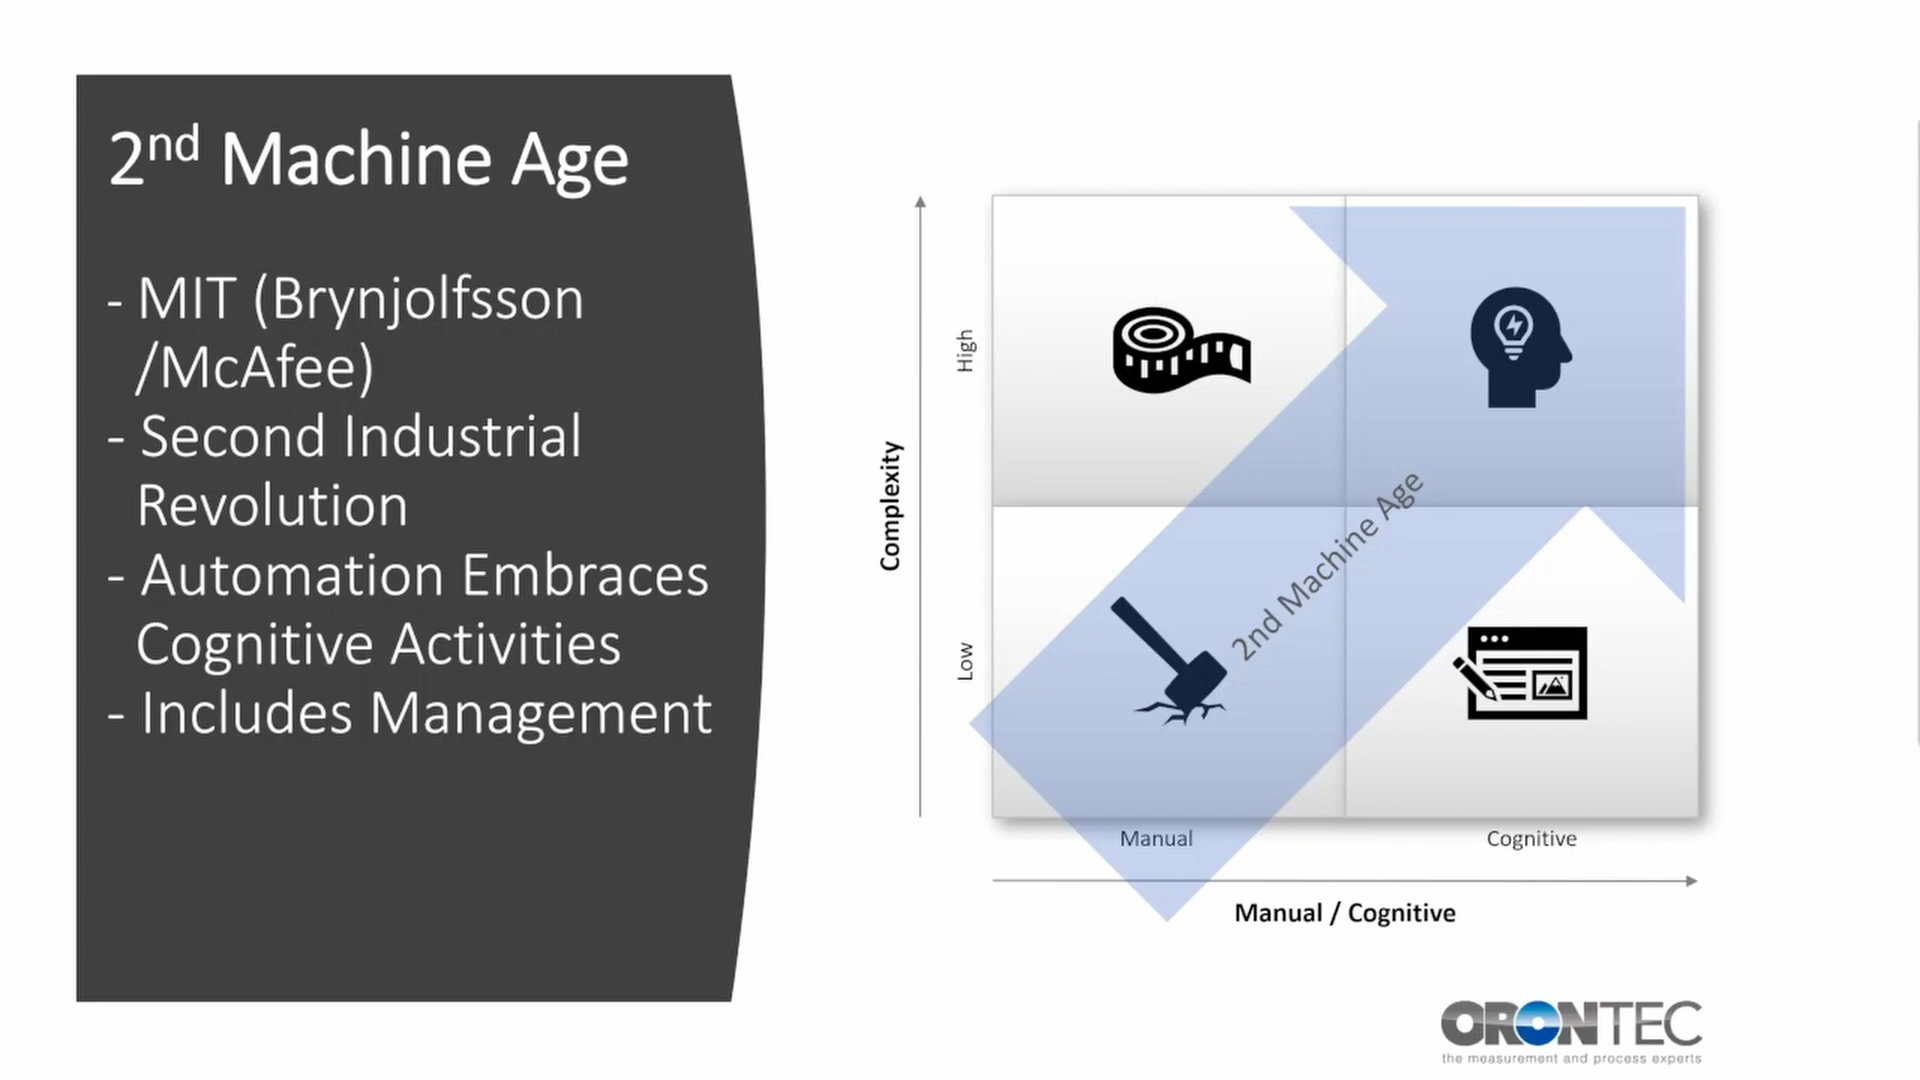 2nd Machine Age
- MIT (Brynjolfsson
/McAfee)
- Second Industrial
Revolution
- Automation Embraces
Cognitive Activities
- Includes Management
Complexity
High
Low
2nd Machine Age
Manual
Cognitive
Manual / Cognitive
ORONTEC
the measurement and process experts